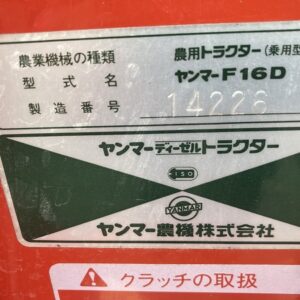 農業機械の種類 農用トラクター(乗用型
型式名 ヤンマーF16D
製造番号 14226
ヤンマーディーゼルトラクター
ISO
YANMAR
ヤンマー農機株式会社
クラッチの取扱